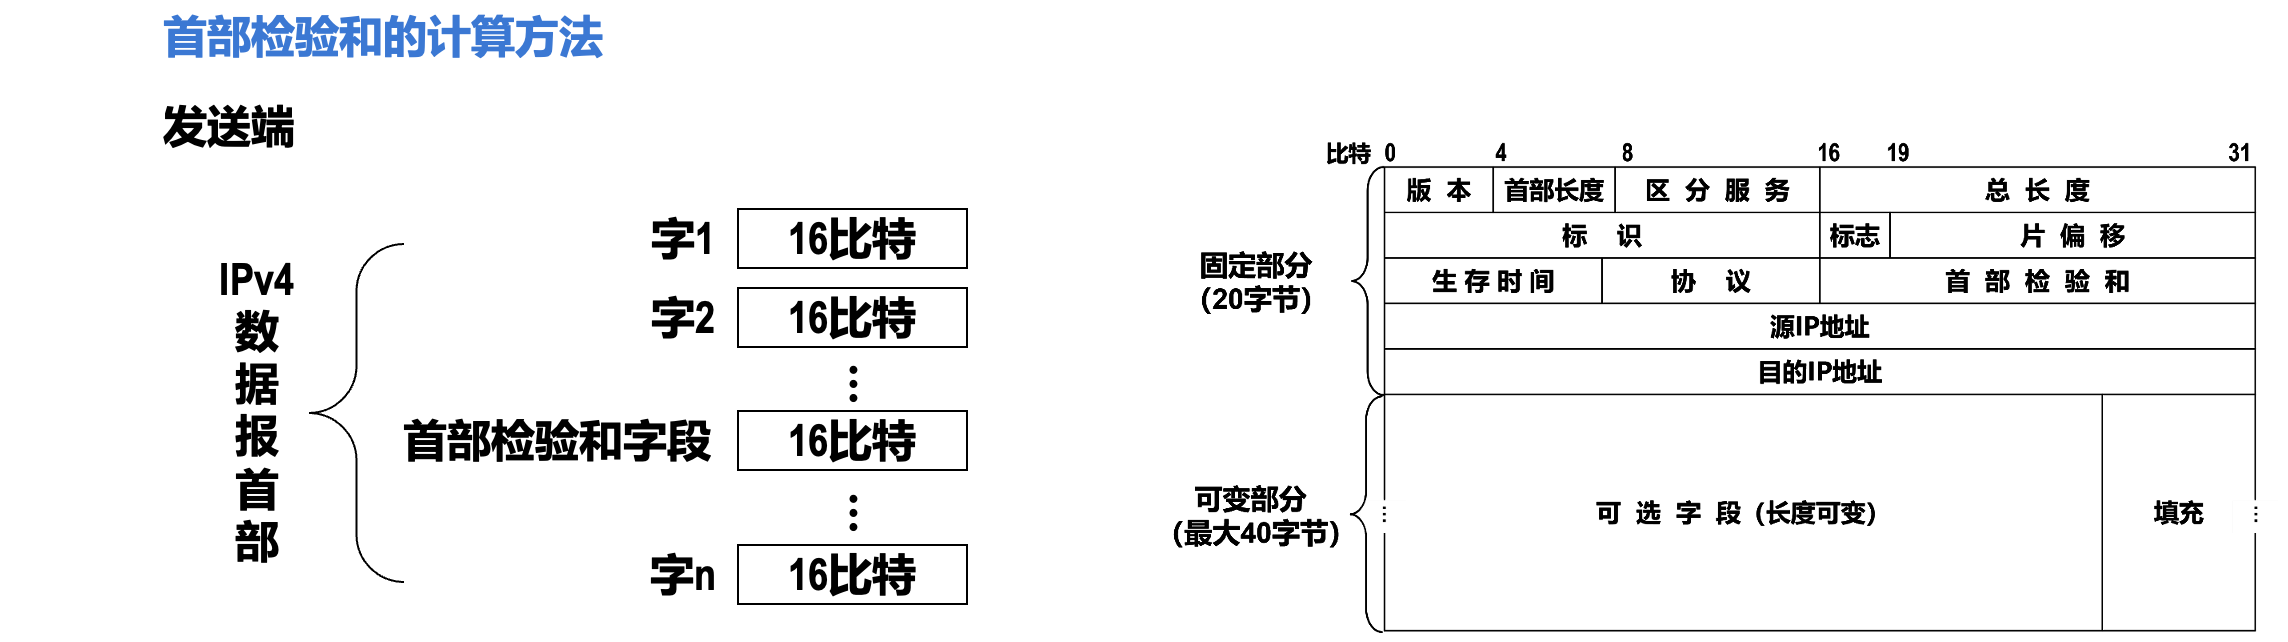 首部检验和的计算方法
发送端
IPv4
数
据
报
首
部
字1 16比特
字2 16比特
首部检验和字段 16比特
字n 16比特
比特 0 4 8 16 19 31
固定部分
(20字节)
版本 首部长度 区分服务 总长度
标识 标志 片偏移
生存时间 协议 首部检验和
源IP地址
目的IP地址
可变部分
(最大40字节)
可选字段 (长度可变) 填充